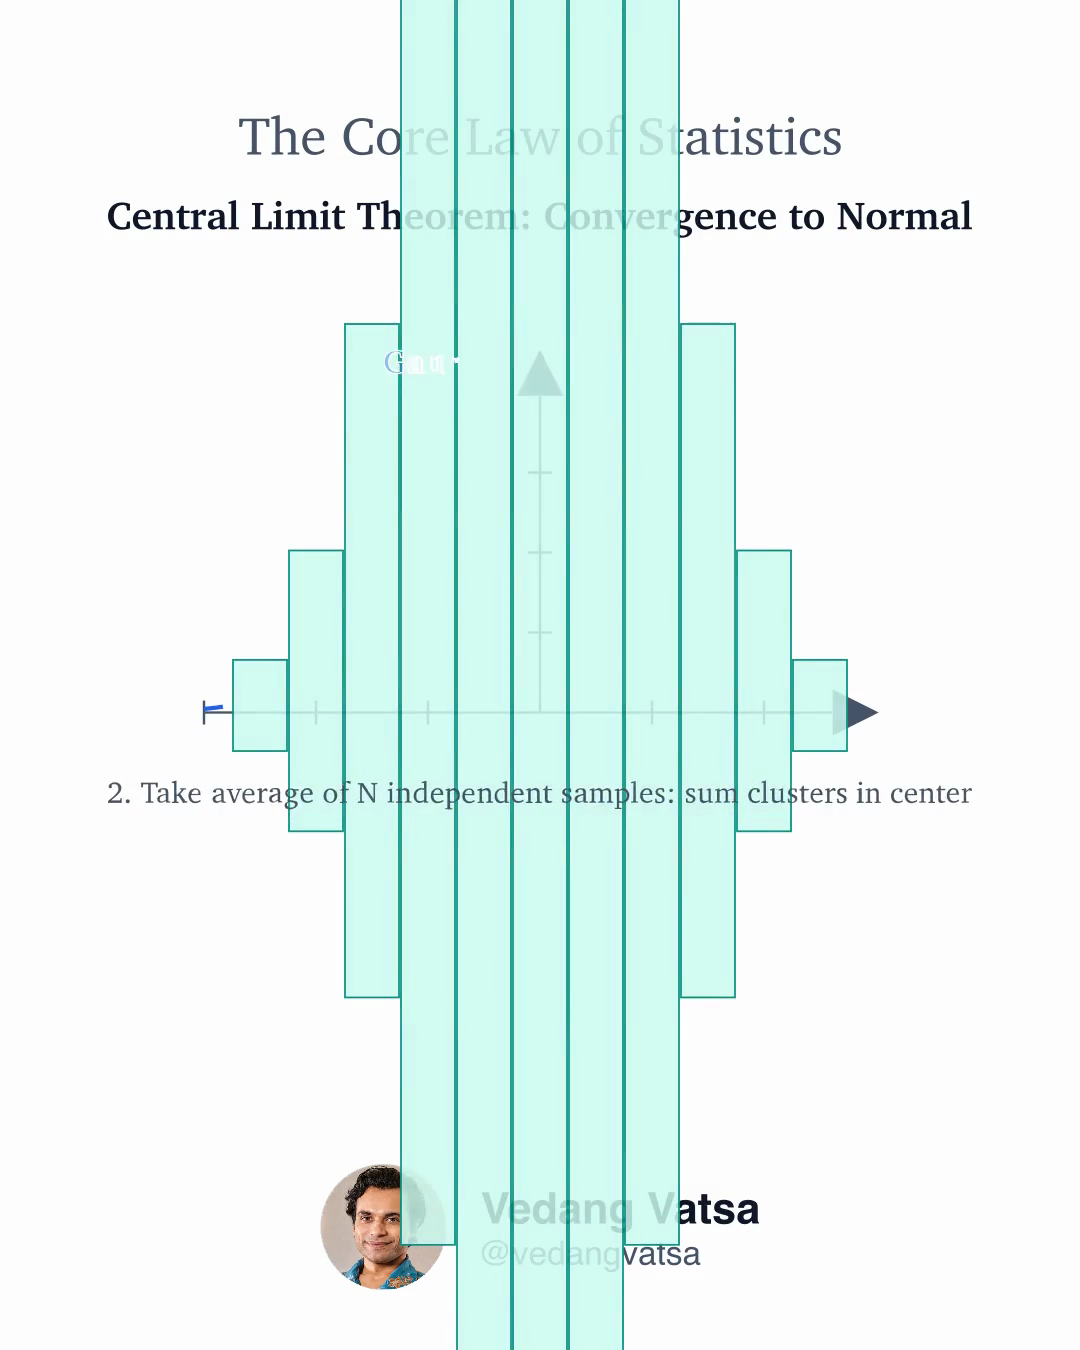 The Core Law of Statistics
Central Limit Theorem: Convergence to Normal
2. Take average of N independent samples: sum clusters in center
Vedang Vatsa
@vedangvatsa